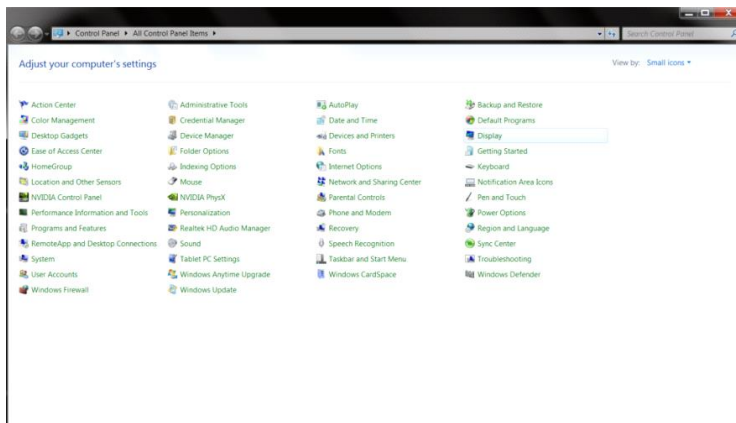 Control Panel ▸ All Control Panel Items ▸ Search Control Panel
Adjust your computer's settings View by: Small icons
Action Center Administrative Tools AutoPlay Backup and Restore
Color Management Credential Manager Date and Time Default Programs
Desktop Gadgets Device Manager Devices and Printers Display
Ease of Access Center Folder Options Fonts Getting Started
HomeGroup Indexing Options Internet Options Keyboard
Location and Other Sensors Mouse Network and Sharing Center Notification Area Icons
NVIDIA Control Panel NVIDIA PhysX Parental Controls Pen and Touch
Performance Information and Tools Personalization Phone and Modem Power Options
Programs and Features Realtek HD Audio Manager Recovery Region and Language
RemoteApp and Desktop Connections Sound Speech Recognition Sync Center
System Tablet PC Settings Taskbar and Start Menu Troubleshooting
User Accounts Windows Anytime Upgrade Windows CardSpace Windows Defender
Windows Firewall Windows Update